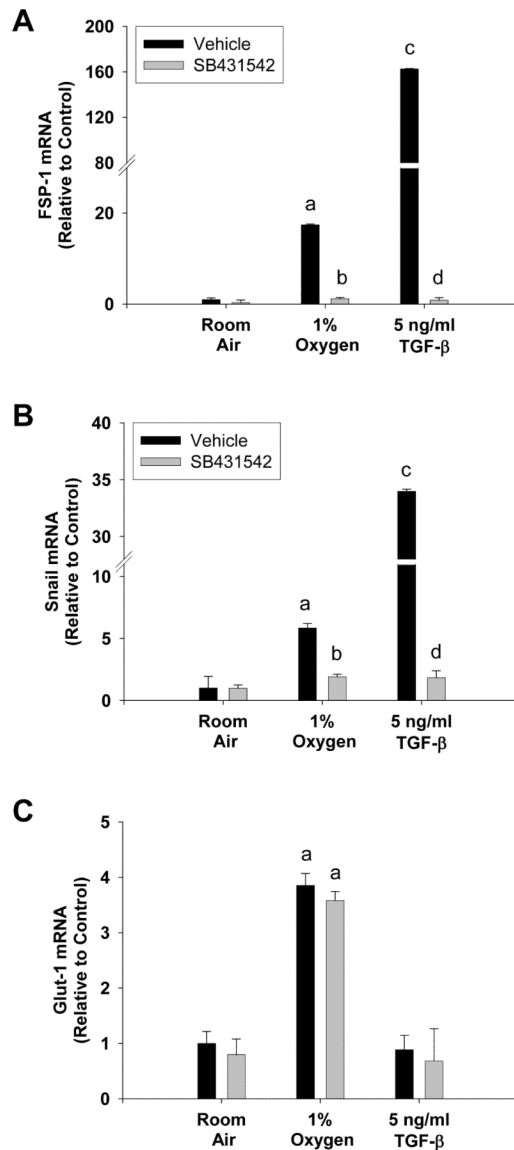 A
FSP-1 mRNA
(Relative to Control)
200
160
120
80
20
0
Vehicle
SB431542
a
b
c
d
Room
Air
1%
Oxygen
5 ng/ml
TGF-β
B
Snail mRNA
(Relative to Control)
40
35
30
10
5
0
Vehicle
SB431542
a
b
c
d
Room
Air
1%
Oxygen
5 ng/ml
TGF-β
C
Glut-1 mRNA
(Relative to Control)
5
4
3
2
1
0
a
a
Room
Air
1%
Oxygen
5 ng/ml
TGF-β